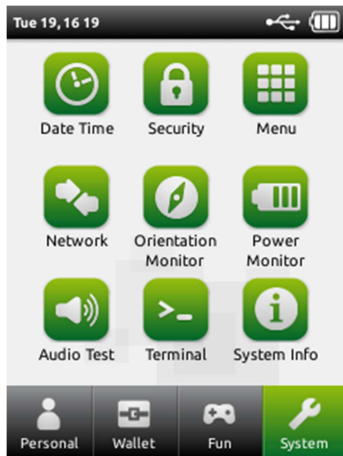 Tue 19, 16 19
Date Time
Security
Menu
Network
Orientation
Monitor
Power
Monitor
Audio Test
Terminal
System Info
Personal
Wallet
Fun
System